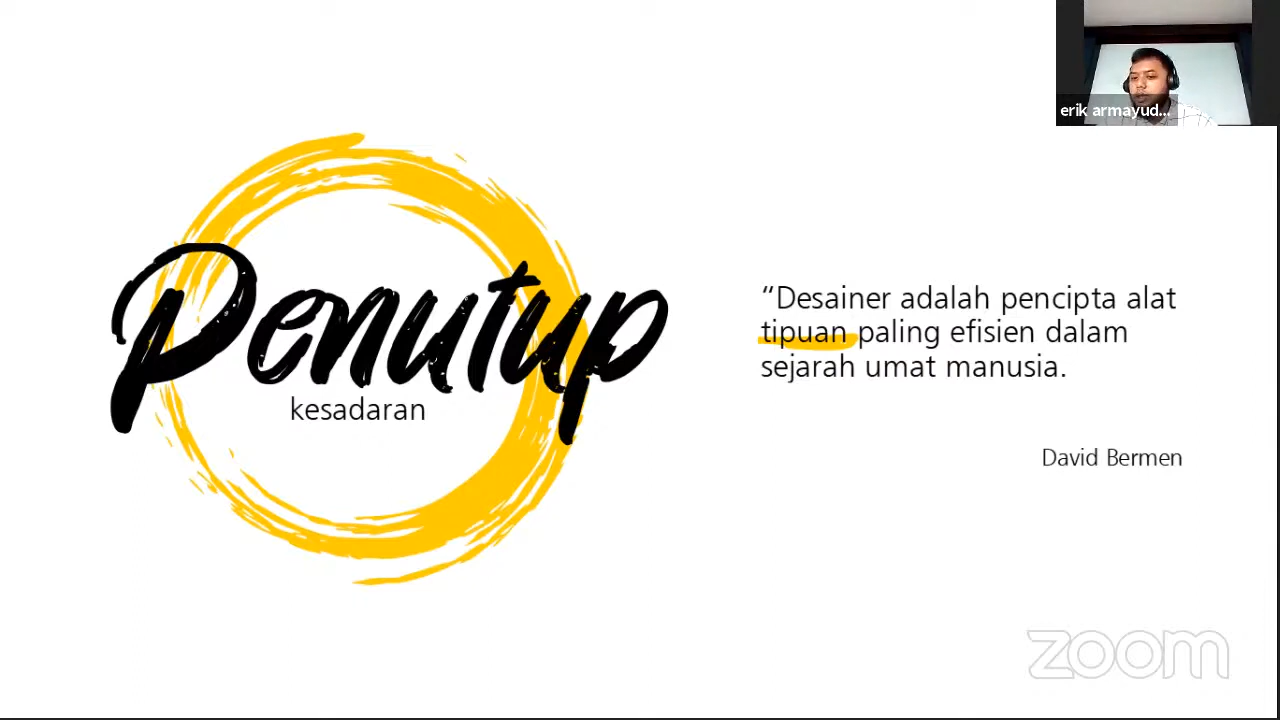 erik armayud...
Penutup
kesadaran
“Desainer adalah pencipta alat
tipuan paling efisien dalam
sejarah umat manusia.
David Bermen
zoom